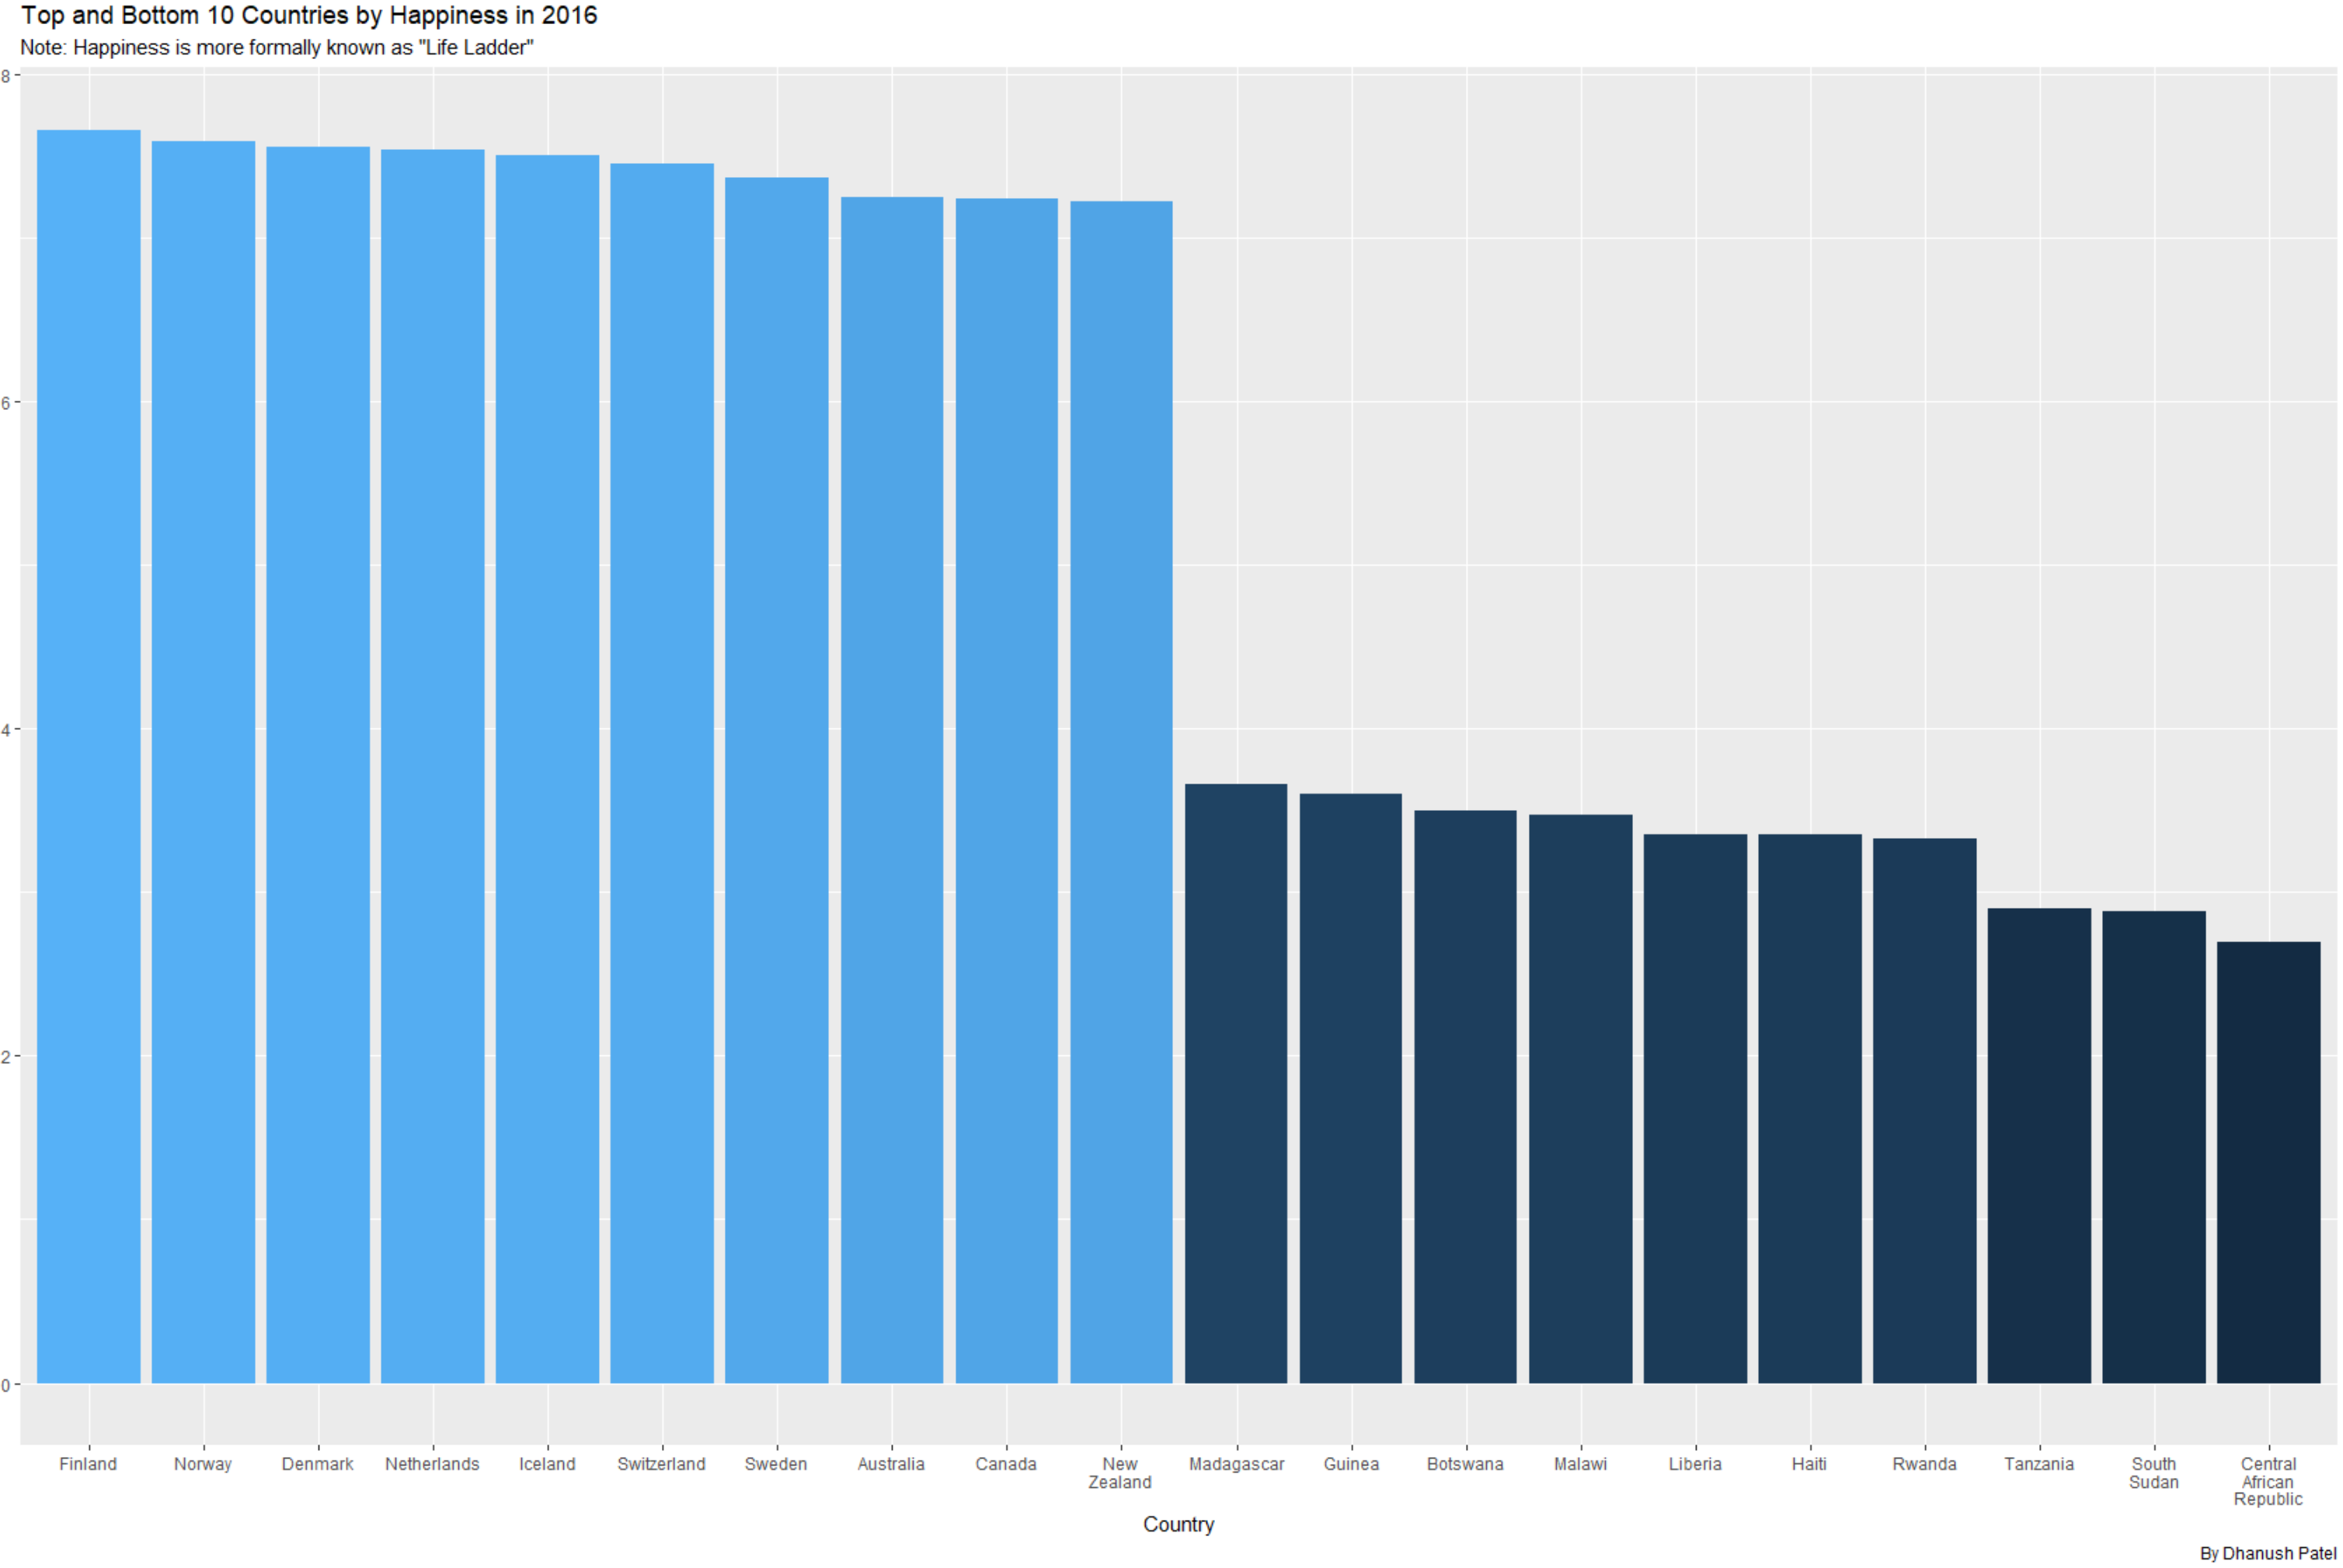 Top and Bottom 10 Countries by Happiness in 2016
Note: Happiness is more formally known as "Life Ladder"
8
6
4
2
0
Finland Norway Denmark Netherlands Iceland Switzerland Sweden Australia Canada New Zealand Madagascar Guinea Botswana Malawi Liberia Haiti Rwanda Tanzania South Sudan Central African Republic
Country
By Dhanush Patel